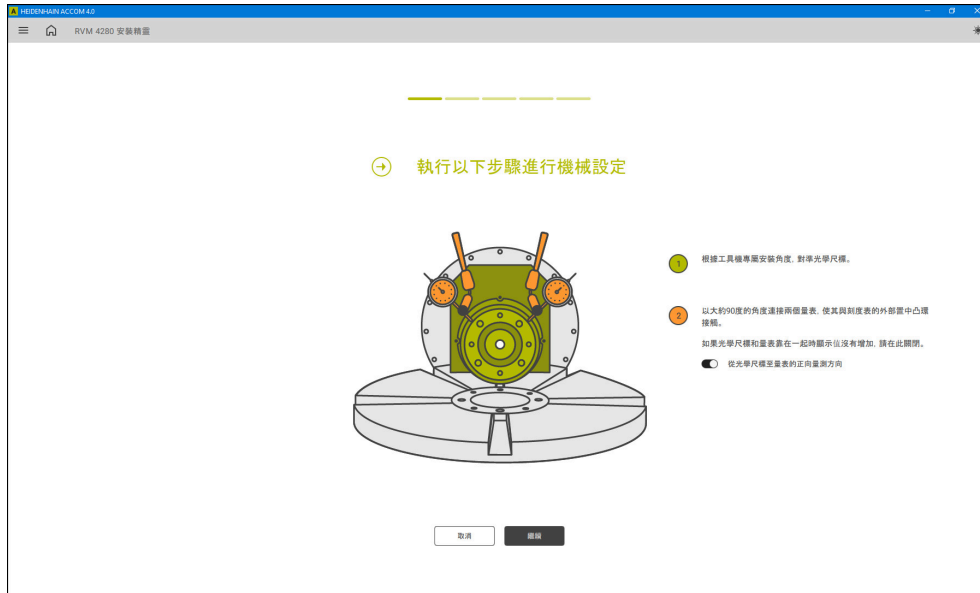 A HEIDENHAIN ACCOM 4.0
RVM 4280 安裝精靈
執行以下步驟進行機械設定
1 根據工具機專屬安裝角度, 對準光學尺標。
2 以大約90度的角度連接兩個量表, 使其與刻度表的外部置中凸環
接觸。
如果光學尺標和量表靠在一起時顯示值沒有增加, 請在此關閉。
從光學尺標至量表的正向量測方向
取消
繼續